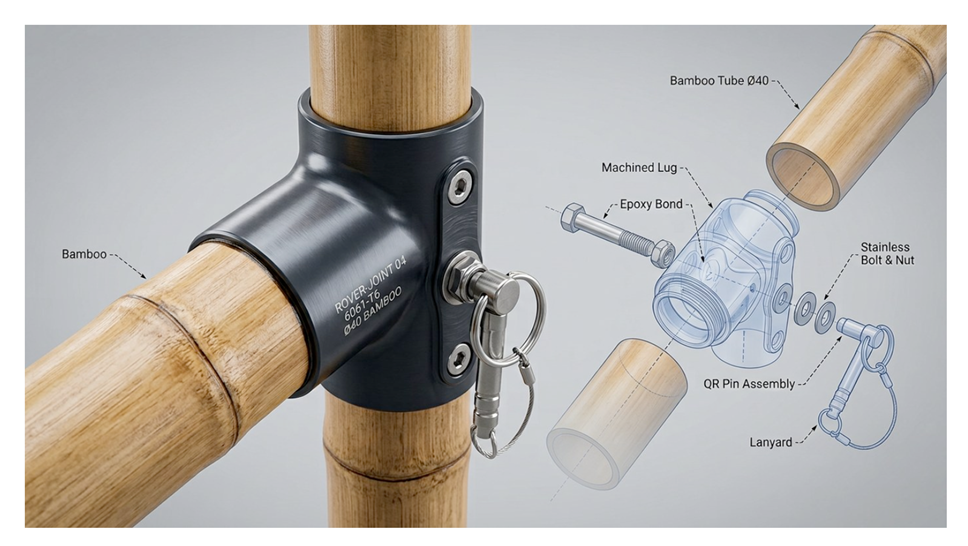 Bamboo
ROVER-JOINT 04
6061-T6
Ø40 BAMBOO
Bamboo Tube Ø40
Machined Lug
Epoxy Bond
Stainless
Bolt & Nut
QR Pin Assembly
Lanyard